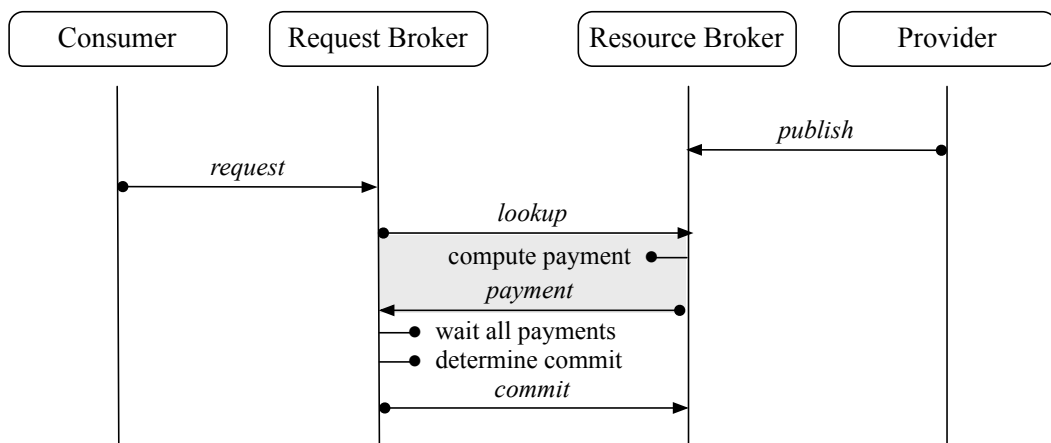 Consumer
Request Broker
Resource Broker
Provider
publish
request
lookup
compute payment
payment
wait all payments
determine commit
commit